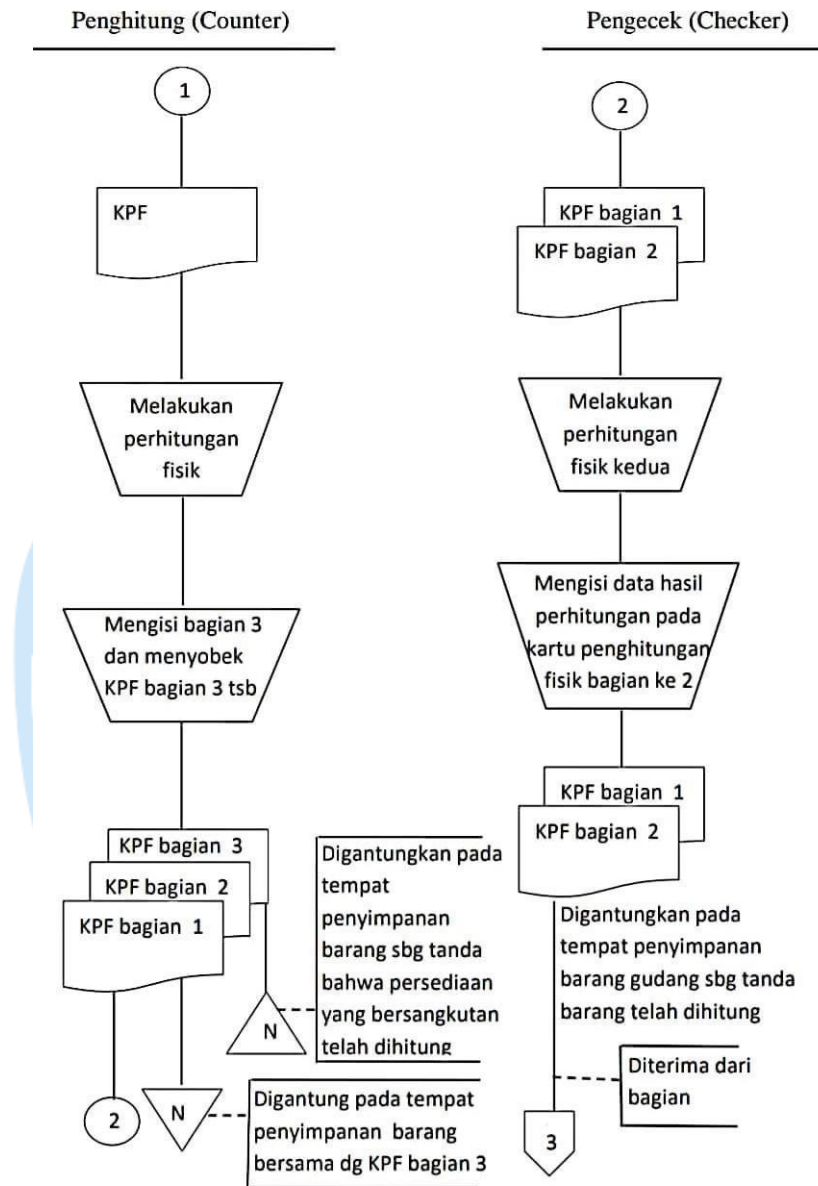 Penghitung (Counter)
1
KPF
Melakukan
perhitungan
fisik
Mengisi bagian 3
dan menyobek
KPF bagian 3 tsb
KPF bagian 3
KPF bagian 2
KPF bagian 1
Digantungkan pada
tempat
penyimpanan
barang sbg tanda
bahwa persediaan
yang bersangkutan
telah dihitung
N
2
N
Digantung pada tempat
penyimpanan barang
bersama dg KPF bagian 3
Pengecek (Checker)
2
KPF bagian 1
KPF bagian 2
Melakukan
perhitungan
fisik kedua
Mengisi data hasil
perhitungan pada
kartu penghitungan
fisik bagian ke 2
KPF bagian 1
KPF bagian 2
Digantungkan pada
tempat penyimpanan
barang gudang sbg tanda
barang telah dihitung
Diterima dari
bagian
3